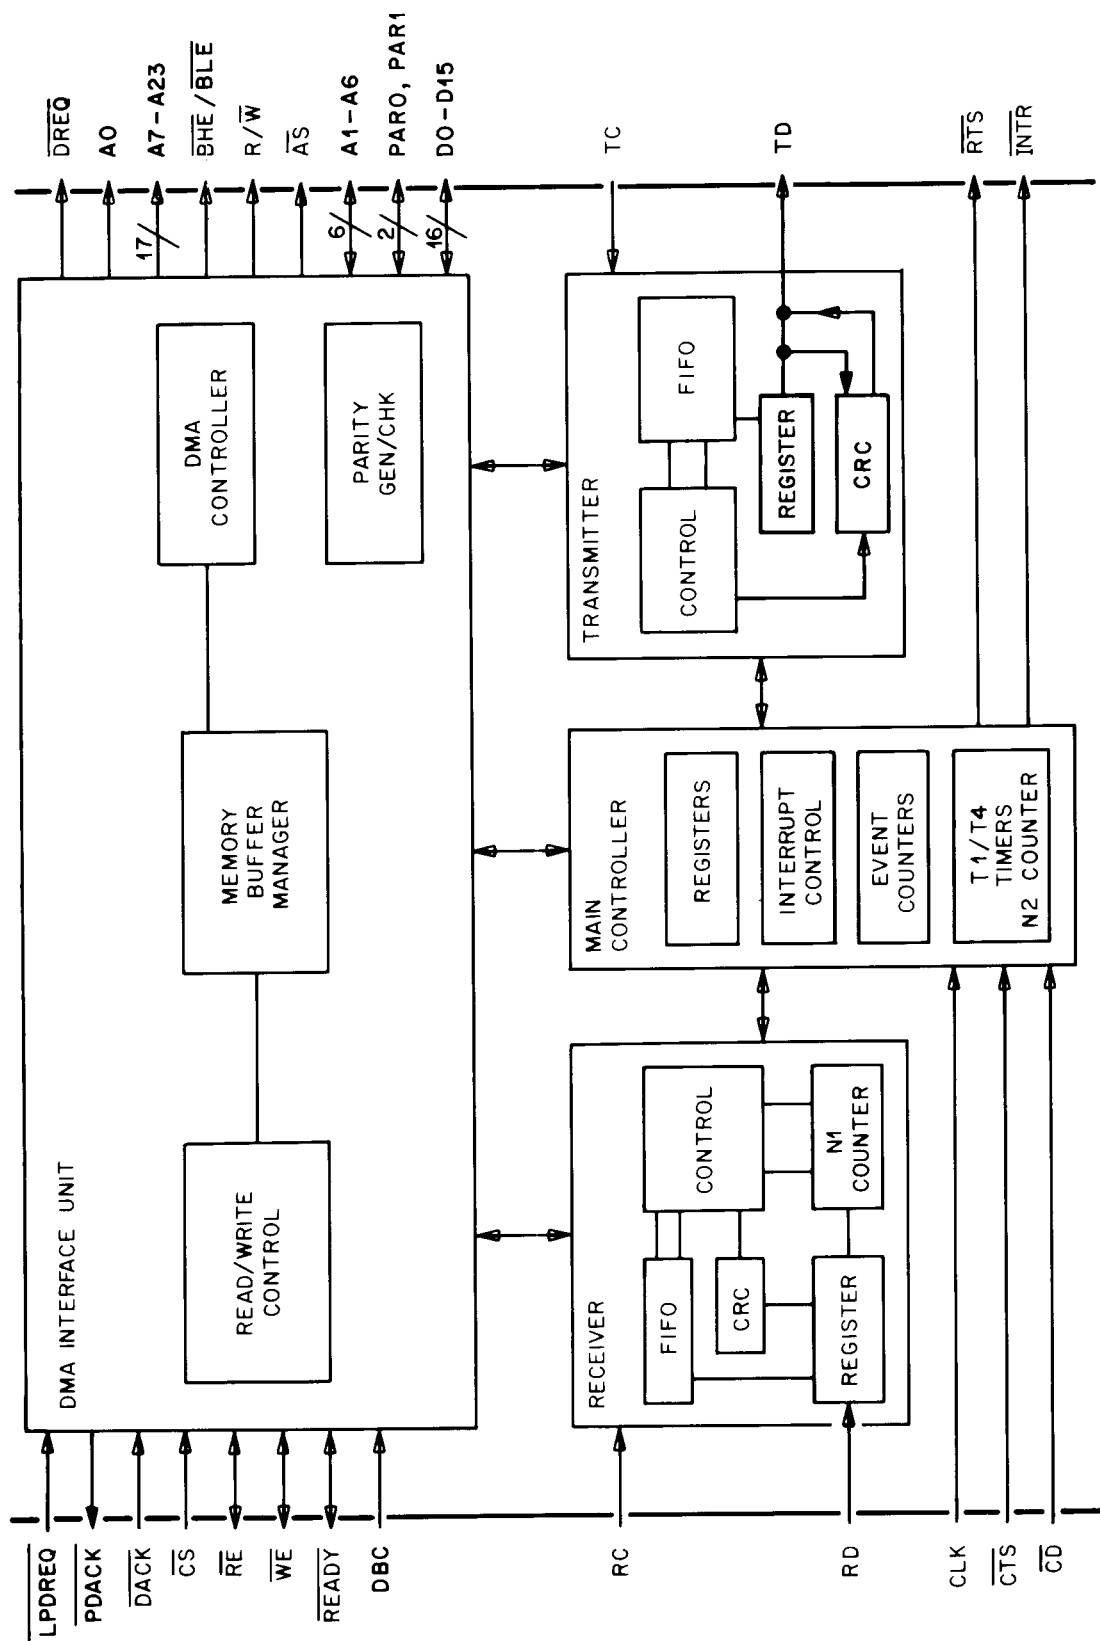 LPDREQ
PDACK
DACK
CS
RE
WE
READY
DBC
RC
RD
CLK
CTS
CD
DMA INTERFACE UNIT
READ/WRITE
CONTROL
MEMORY
BUFFER
MANAGER
DMA
CONTROLLER
PARITY
GEN/CHK
DREQ
A0
A7-A23
17
BHE/BLE
R/W
AS
A1-A6
6
PAR0, PAR1
2
D0-D15
16
RECEIVER
FIFO
CRC
REGISTER
CONTROL
N1
COUNTER
MAIN
CONTROLLER
REGISTERS
INTERRUPT
CONTROL
EVENT
COUNTERS
T1/T4
TIMERS
N2 COUNTER
TRANSMITTER
CONTROL
FIFO
REGISTER
CRC
TC
TD
RTS
INTR